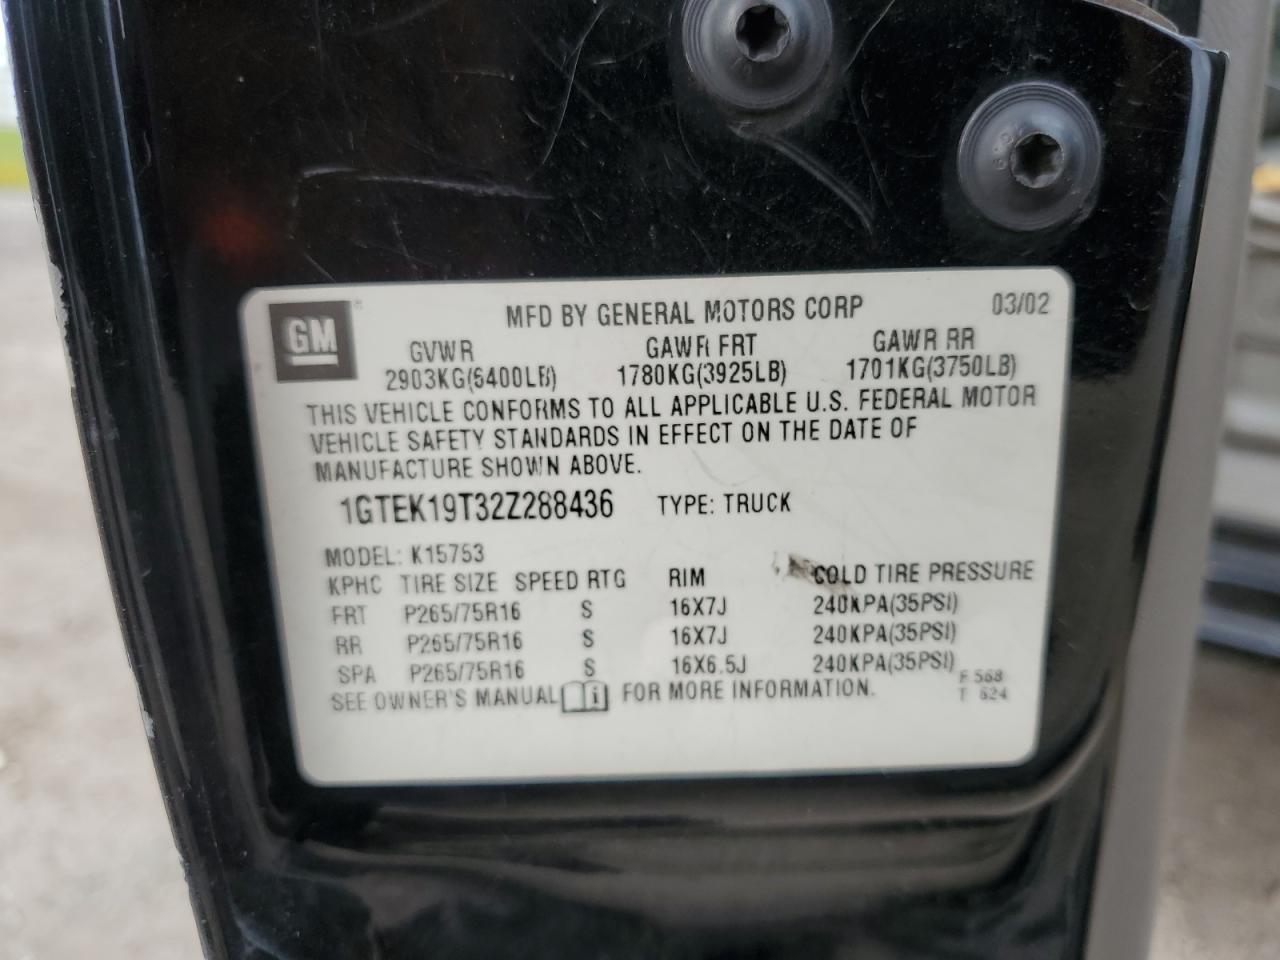 GM
MFD BY GENERAL MOTORS CORP 03/02
GVWR GAWR FRT GAWR RR
2903KG(6400LB) 1780KG(3925LB) 1701KG(3750LB)
THIS VEHICLE CONFORMS TO ALL APPLICABLE U.S. FEDERAL MOTOR
VEHICLE SAFETY STANDARDS IN EFFECT ON THE DATE OF
MANUFACTURE SHOWN ABOVE.
1GTEK19T32Z288436 TYPE: TRUCK
MODEL: K15753
KPHC TIRE SIZE SPEED RTG RIM COLD TIRE PRESSURE
FRT P265/75R16 S 16X7J 240KPA(35PSI)
RR P265/75R16 S 16X7J 240KPA(35PSI)
SPA P265/75R16 S 16X6.5J 240KPA(35PSI)
SEE OWNER'S MANUAL FOR MORE INFORMATION.
F 568
T 624